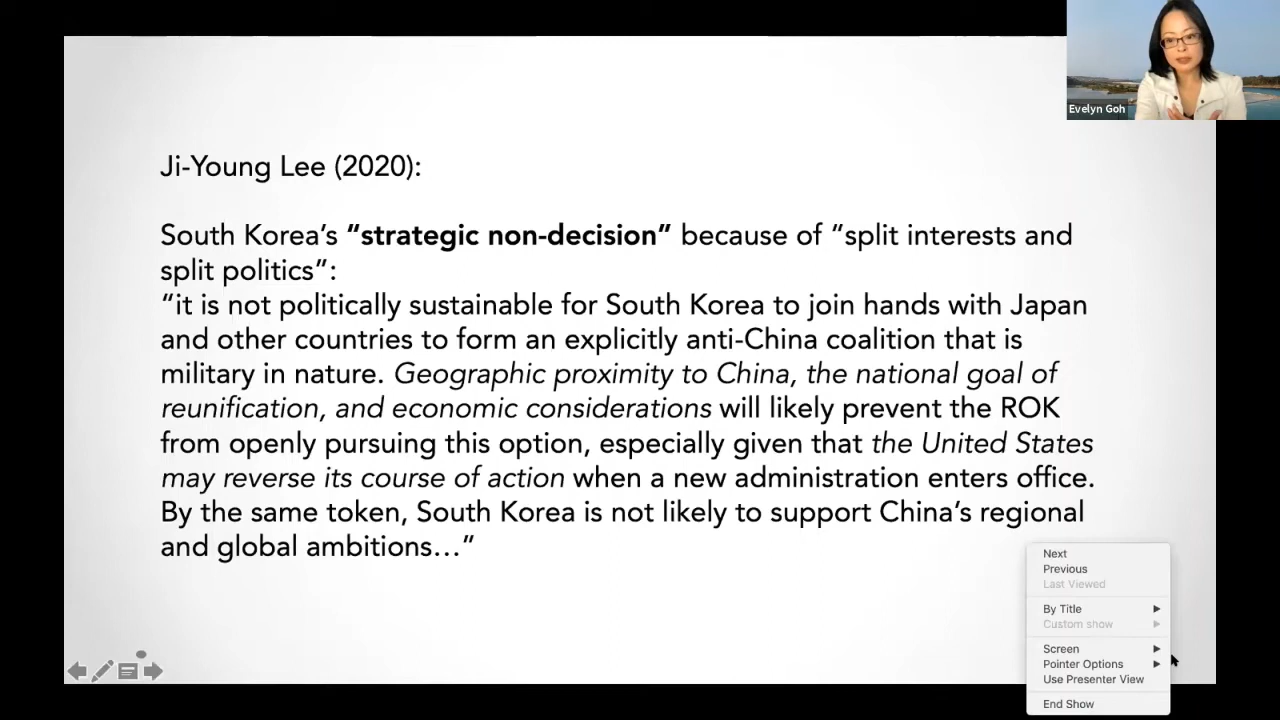 Evelyn Goh
Ji-Young Lee (2020):
South Korea's “strategic non-decision” because of “split interests and
split politics”:
“it is not politically sustainable for South Korea to join hands with Japan
and other countries to form an explicitly anti-China coalition that is
military in nature. Geographic proximity to China, the national goal of
reunification, and economic considerations will likely prevent the ROK
from openly pursuing this option, especially given that the United States
may reverse its course of action when a new administration enters office.
By the same token, South Korea is not likely to support China's regional
and global ambitions…”
Next
Previous
Last Viewed
By Title
Custom show
Screen
Pointer Options
Use Presenter View
End Show